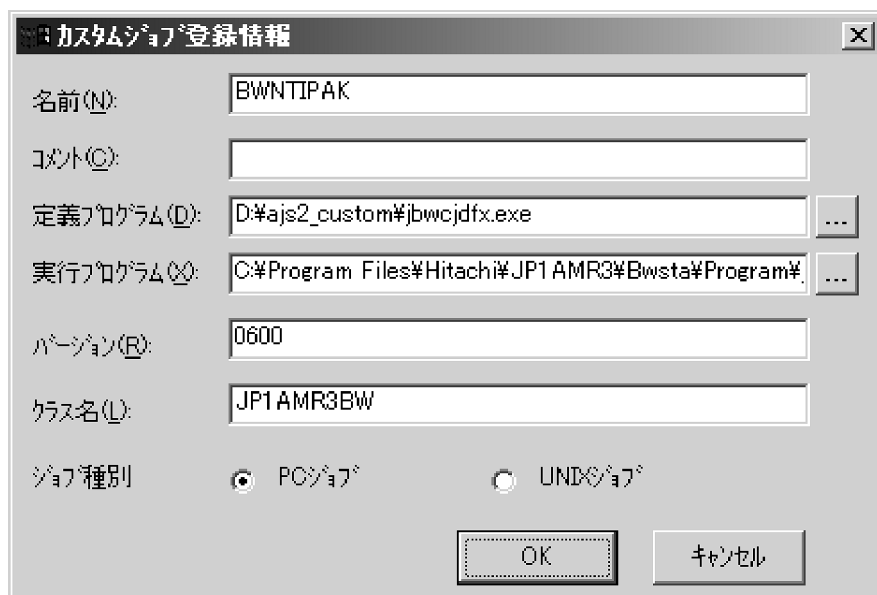 カスタムジョブ登録情報
名前(N):
BWNTIPAK
コメント(C):
定義プログラム(D):
D:¥ajs2_custom¥jbwcjdfx.exe
...
実行プログラム(X):
C:¥Program Files¥Hitachi¥JP1AMR3¥Bwsta¥Program¥
...
バージョン(R):
0600
クラス名(L):
JP1AMR3BW
ジョブ種別
PCジョブ
UNIXジョブ
OK
キャンセル